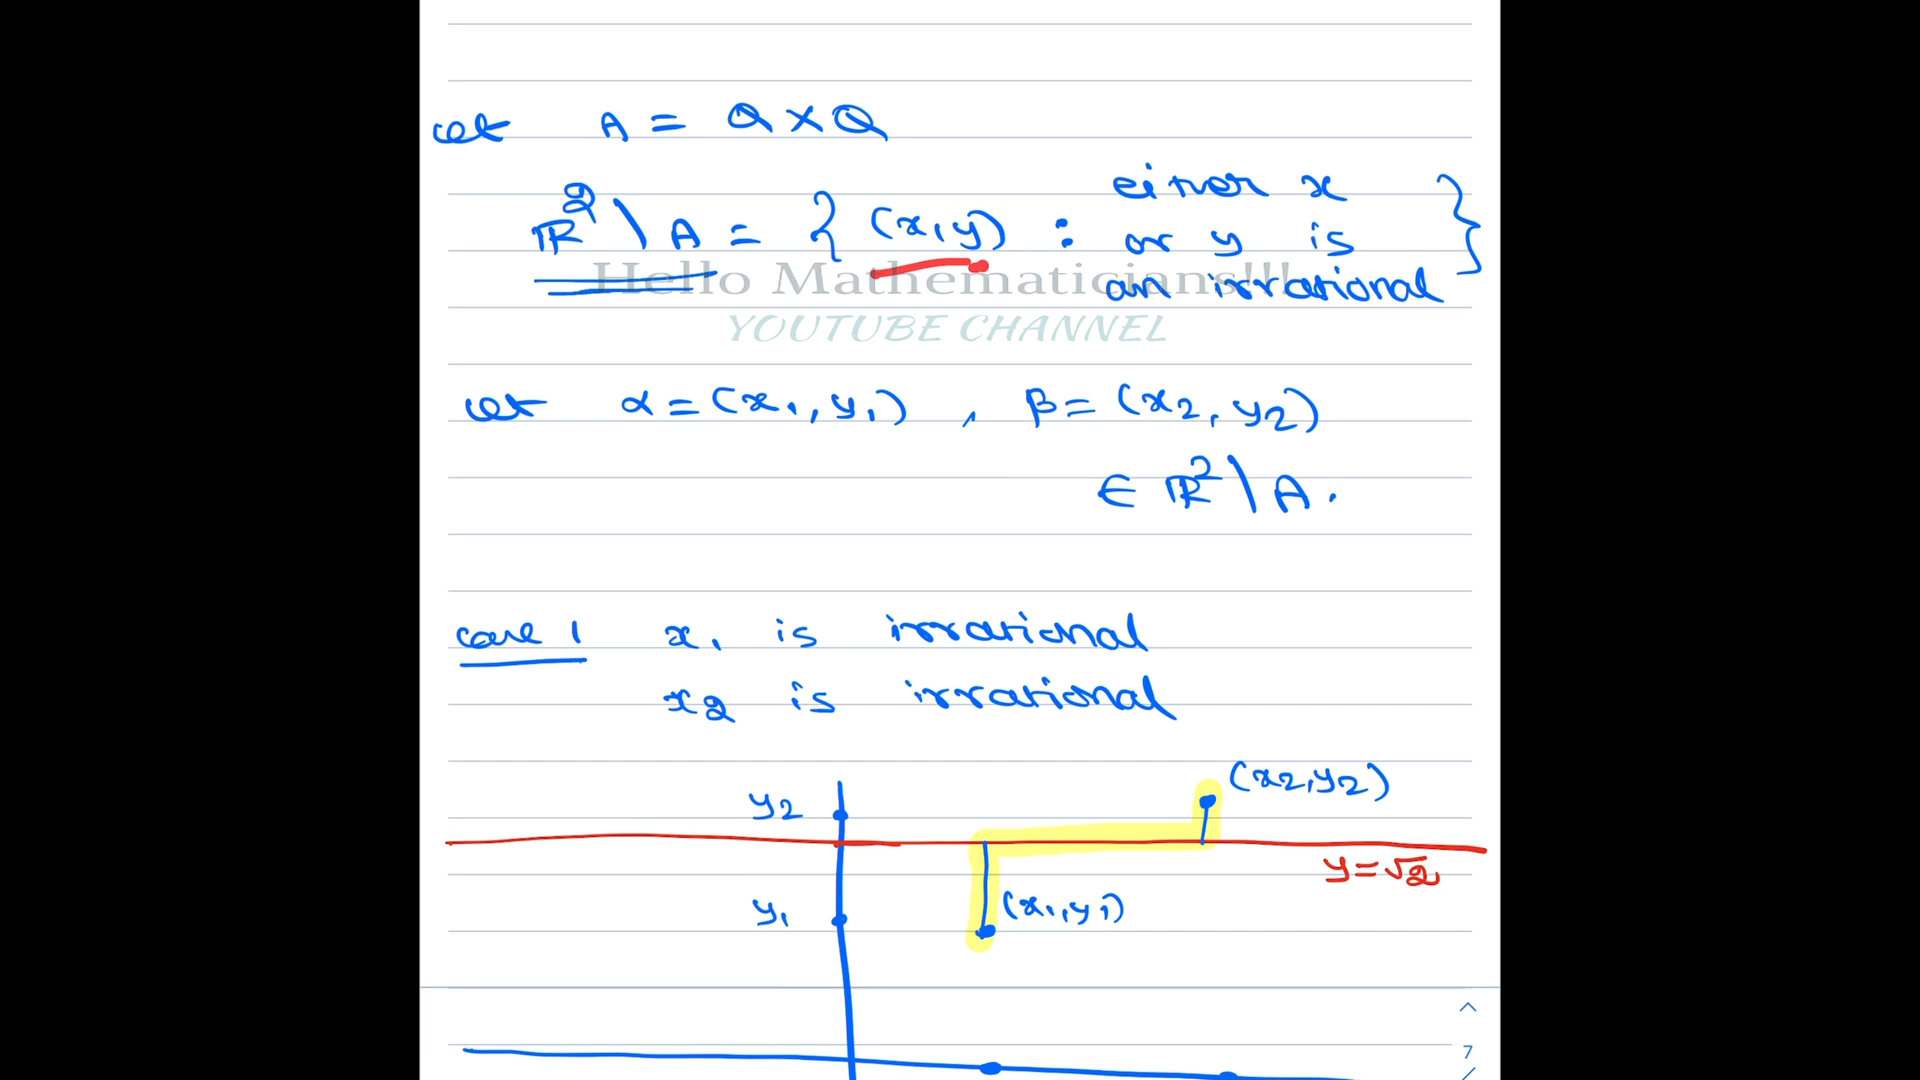 let A = Q × Q
ℝ² \ A = { (x, y) : either x or y is an irrational }
Hello Mathematicians!!!
YOUTUBE CHANNEL
let α = (x₁, y₁) , β = (x₂, y₂)
∈ ℝ² \ A .
case 1 x₁ is irrational
x₂ is irrational
(x₂, y₂)
y₂
y = √2
y₁ (x₁, y₁)
7